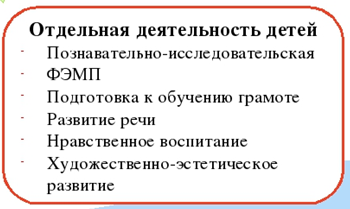 Отдельная деятельность детей
- Познавательно-исследовательская
- ФЭМП
- Подготовка к обучению грамоте
- Развитие речи
- Нравственное воспитание
- Художественно-эстетическое
развитие